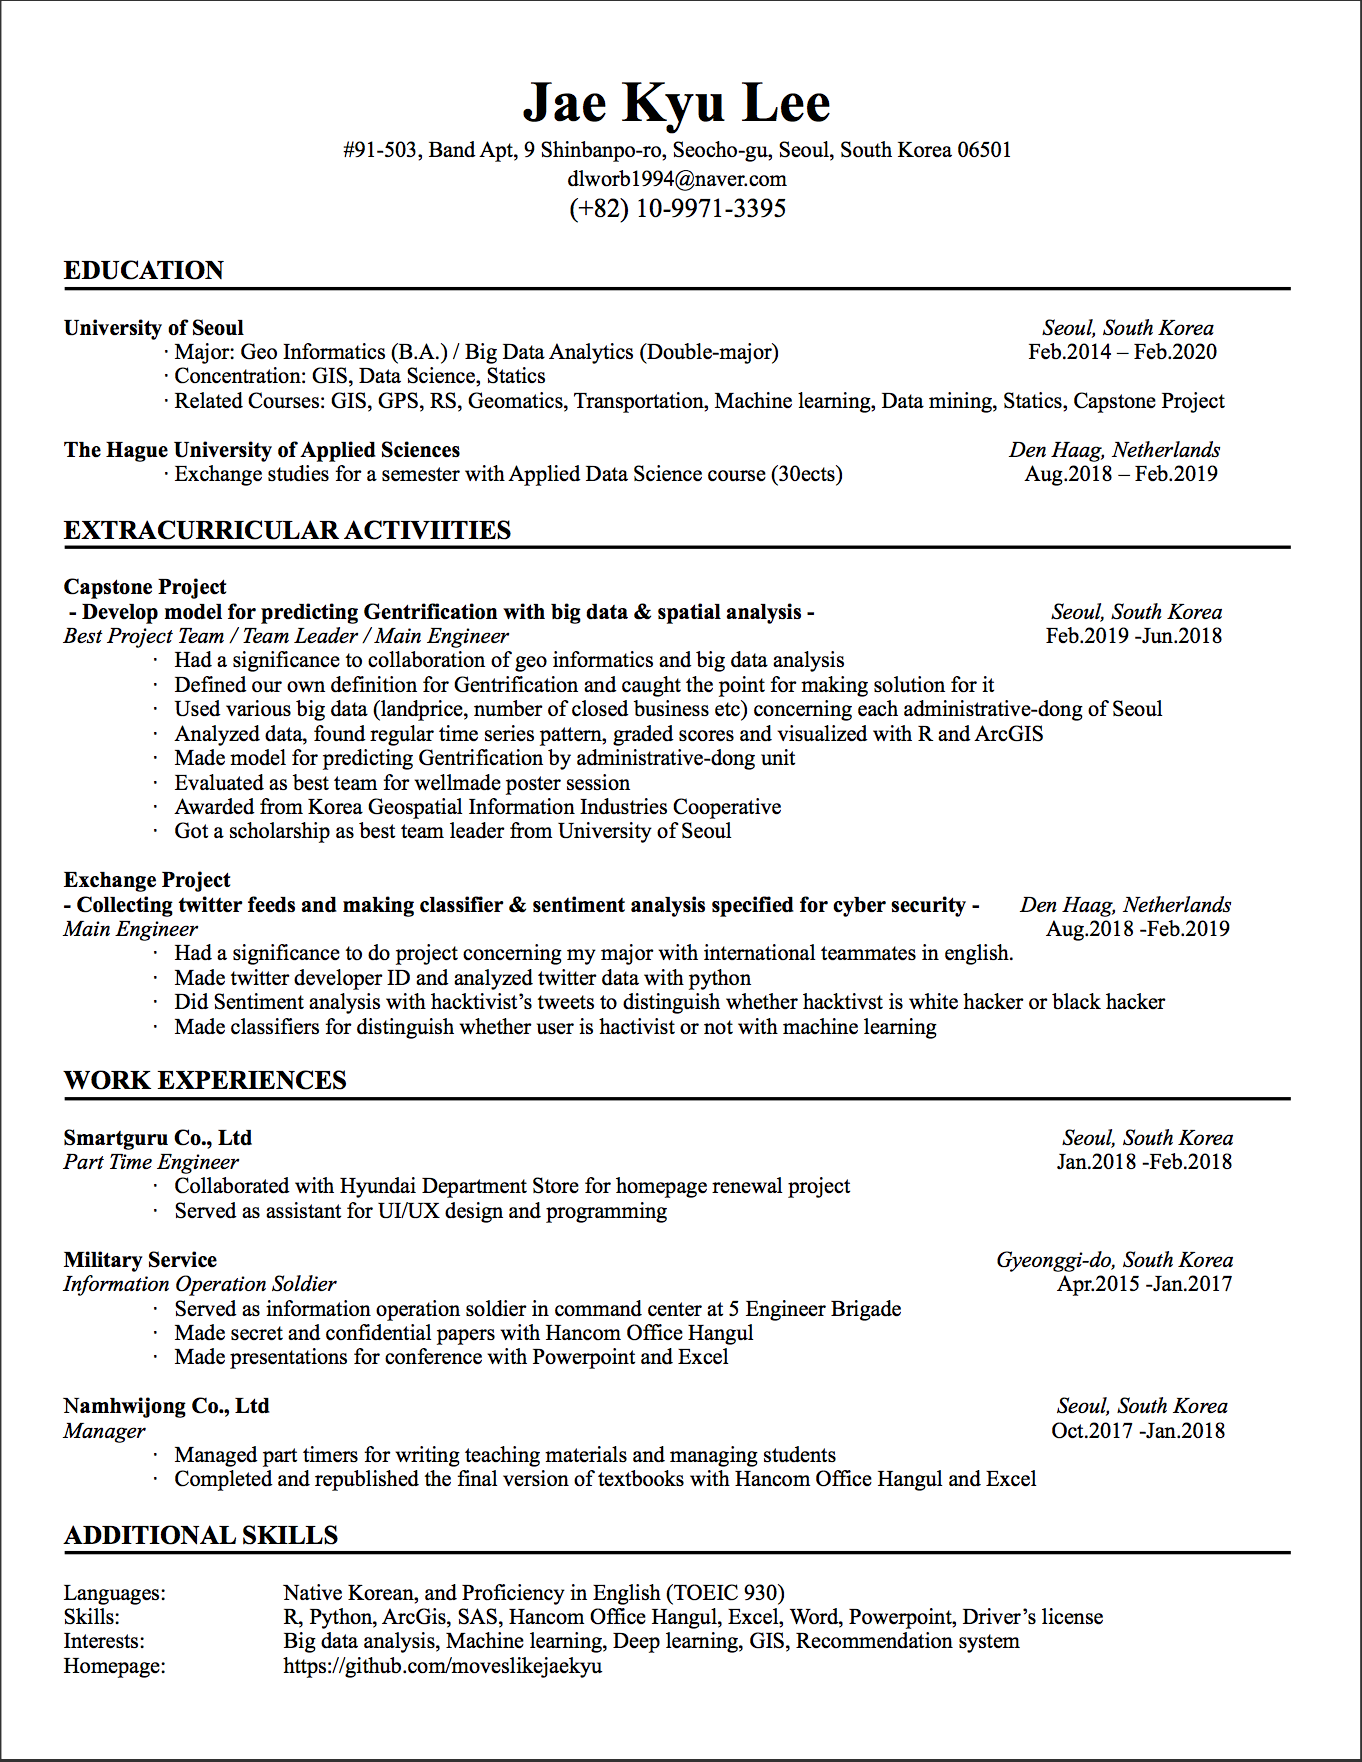 Jae Kyu Lee
#91-503, Band Apt, 9 Shinbanpo-ro, Seocho-gu, Seoul, South Korea 06501
dlworb1994@naver.com
(+82) 10-9971-3395
EDUCATION
University of Seoul Seoul, South Korea
· Major: Geo Informatics (B.A.) / Big Data Analytics (Double-major) Feb.2014 – Feb.2020
· Concentration: GIS, Data Science, Statics
· Related Courses: GIS, GPS, RS, Geomatics, Transportation, Machine learning, Data mining, Statics, Capstone Project
The Hague University of Applied Sciences Den Haag, Netherlands
· Exchange studies for a semester with Applied Data Science course (30ects) Aug.2018 – Feb.2019
EXTRACURRICULAR ACTIVIITIES
Capstone Project
- Develop model for predicting Gentrification with big data & spatial analysis - Seoul, South Korea
Best Project Team / Team Leader / Main Engineer Feb.2019 -Jun.2018
· Had a significance to collaboration of geo informatics and big data analysis
· Defined our own definition for Gentrification and caught the point for making solution for it
· Used various big data (landprice, number of closed business etc) concerning each administrative-dong of Seoul
· Analyzed data, found regular time series pattern, graded scores and visualized with R and ArcGIS
· Made model for predicting Gentrification by administrative-dong unit
· Evaluated as best team for wellmade poster session
· Awarded from Korea Geospatial Information Industries Cooperative
· Got a scholarship as best team leader from University of Seoul
Exchange Project
- Collecting twitter feeds and making classifier & sentiment analysis specified for cyber security - Den Haag, Netherlands
Main Engineer Aug.2018 -Feb.2019
· Had a significance to do project concerning my major with international teammates in english.
· Made twitter developer ID and analyzed twitter data with python
· Did Sentiment analysis with hacktivist’s tweets to distinguish whether hacktivst is white hacker or black hacker
· Made classifiers for distinguish whether user is hactivist or not with machine learning
WORK EXPERIENCES
Smartguru Co., Ltd Seoul, South Korea
Part Time Engineer Jan.2018 -Feb.2018
· Collaborated with Hyundai Department Store for homepage renewal project
· Served as assistant for UI/UX design and programming
Military Service Gyeonggi-do, South Korea
Information Operation Soldier Apr.2015 -Jan.2017
· Served as information operation soldier in command center at 5 Engineer Brigade
· Made secret and confidential papers with Hancom Office Hangul
· Made presentations for conference with Powerpoint and Excel
Namhwijong Co., Ltd Seoul, South Korea
Manager Oct.2017 -Jan.2018
· Managed part timers for writing teaching materials and managing students
· Completed and republished the final version of textbooks with Hancom Office Hangul and Excel
ADDITIONAL SKILLS
Languages: Native Korean, and Proficiency in English (TOEIC 930)
Skills: R, Python, ArcGis, SAS, Hancom Office Hangul, Excel, Word, Powerpoint, Driver’s license
Interests: Big data analysis, Machine learning, Deep learning, GIS, Recommendation system
Homepage: https://github.com/moveslikejaekyu